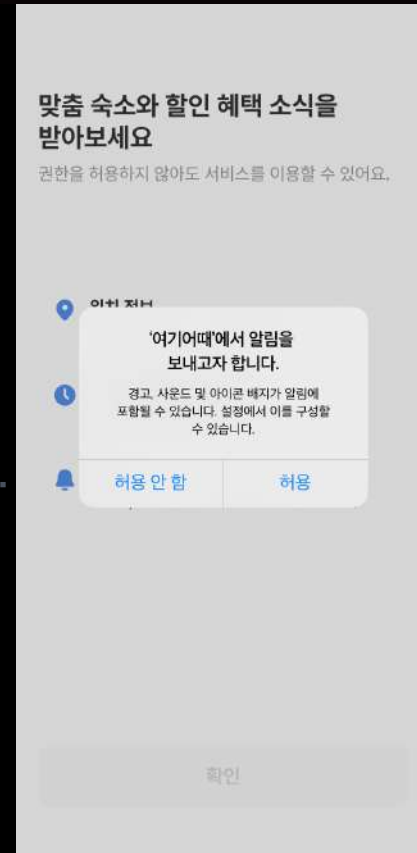 맞춤 숙소와 할인 혜택 소식을
받아보세요
권한을 허용하지 않아도 서비스를 이용할 수 있어요.
위치 정보
‘여기어때’에서 알림을
보내고자 합니다.
경고, 사운드 및 아이콘 배지가 알림에
포함될 수 있습니다. 설정에서 이를 구성할
수 있습니다.
허용 안 함
허용
확인